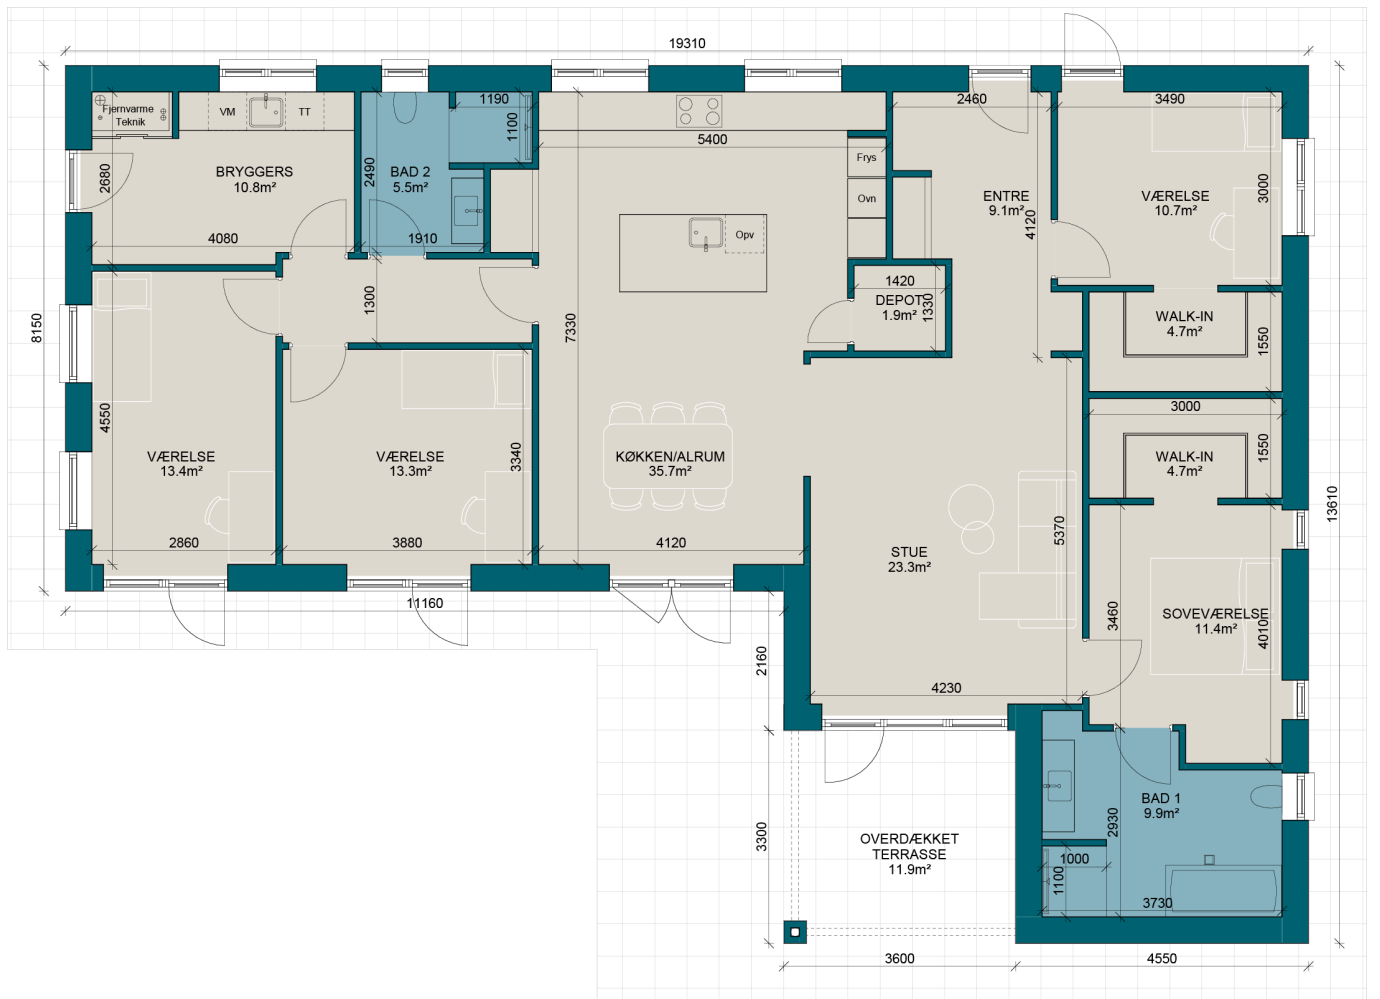 19310
Fjernvarme
Teknik
VM
TT
1190
1100
5400
2460
3490
2680
BRYGGERS
10.8m²
4080
2490
BAD 2
5.5m²
1910
Frys
Ovn
Opv
ENTRE
9.1m²
4120
VÆRELSE
10.7m²
3000
8150
1300
7330
1420
DEPOT
1.9m²
1330
WALK-IN
4.7m²
1550
3000
WALK-IN
4.7m²
1550
4550
VÆRELSE
13.4m²
2860
VÆRELSE
13.3m²
3340
3880
KØKKEN/ALRUM
35.7m²
4120
STUE
23.3m²
5370
4230
13610
3460
SOVEVÆRELSE
11.4m²
4010
11160
2160
3300
OVERDÆKKET
TERRASSE
11.9m²
BAD 1
9.9m²
2930
1000
1100
3730
3600
4550